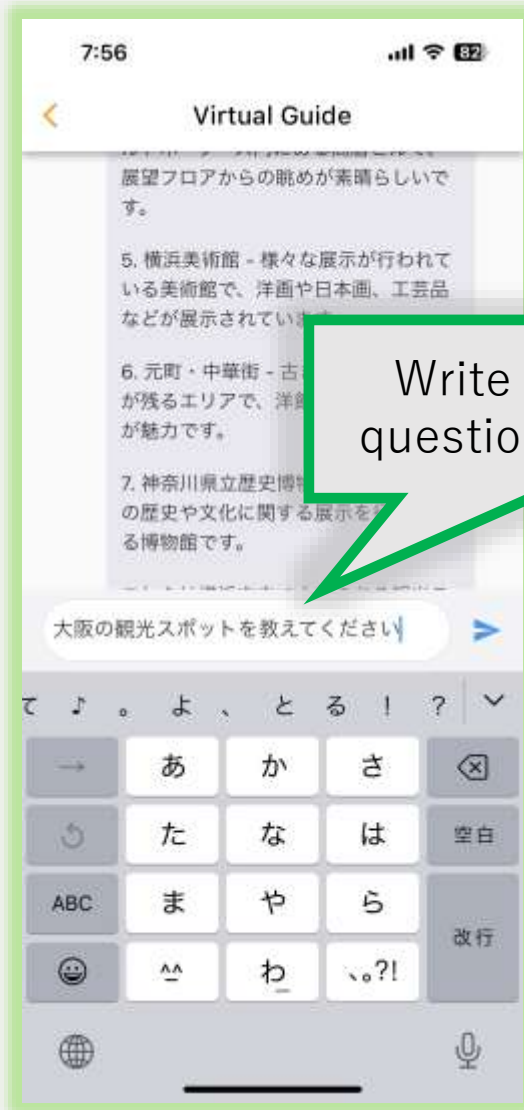 7:56
82
Virtual Guide
展望フロアからの眺めが素晴らしいで
す。
5. 横浜美術館 - 様々な展示が行われて
いる美術館で、洋画や日本画、工芸品
などが展示されています
6. 元町・中華街 - 古
が残るエリアで、洋館
が魅力です。
7. 神奈川県立歴史博物
の歴史や文化に関する展示を
る博物館です。
Write
questio
大阪の観光スポットを教えてください
て ♪ 。 よ 、 と る ! ?
→ あ か さ
た な は 空白
ABC ま や ら
改行
^^ わ 、。?!